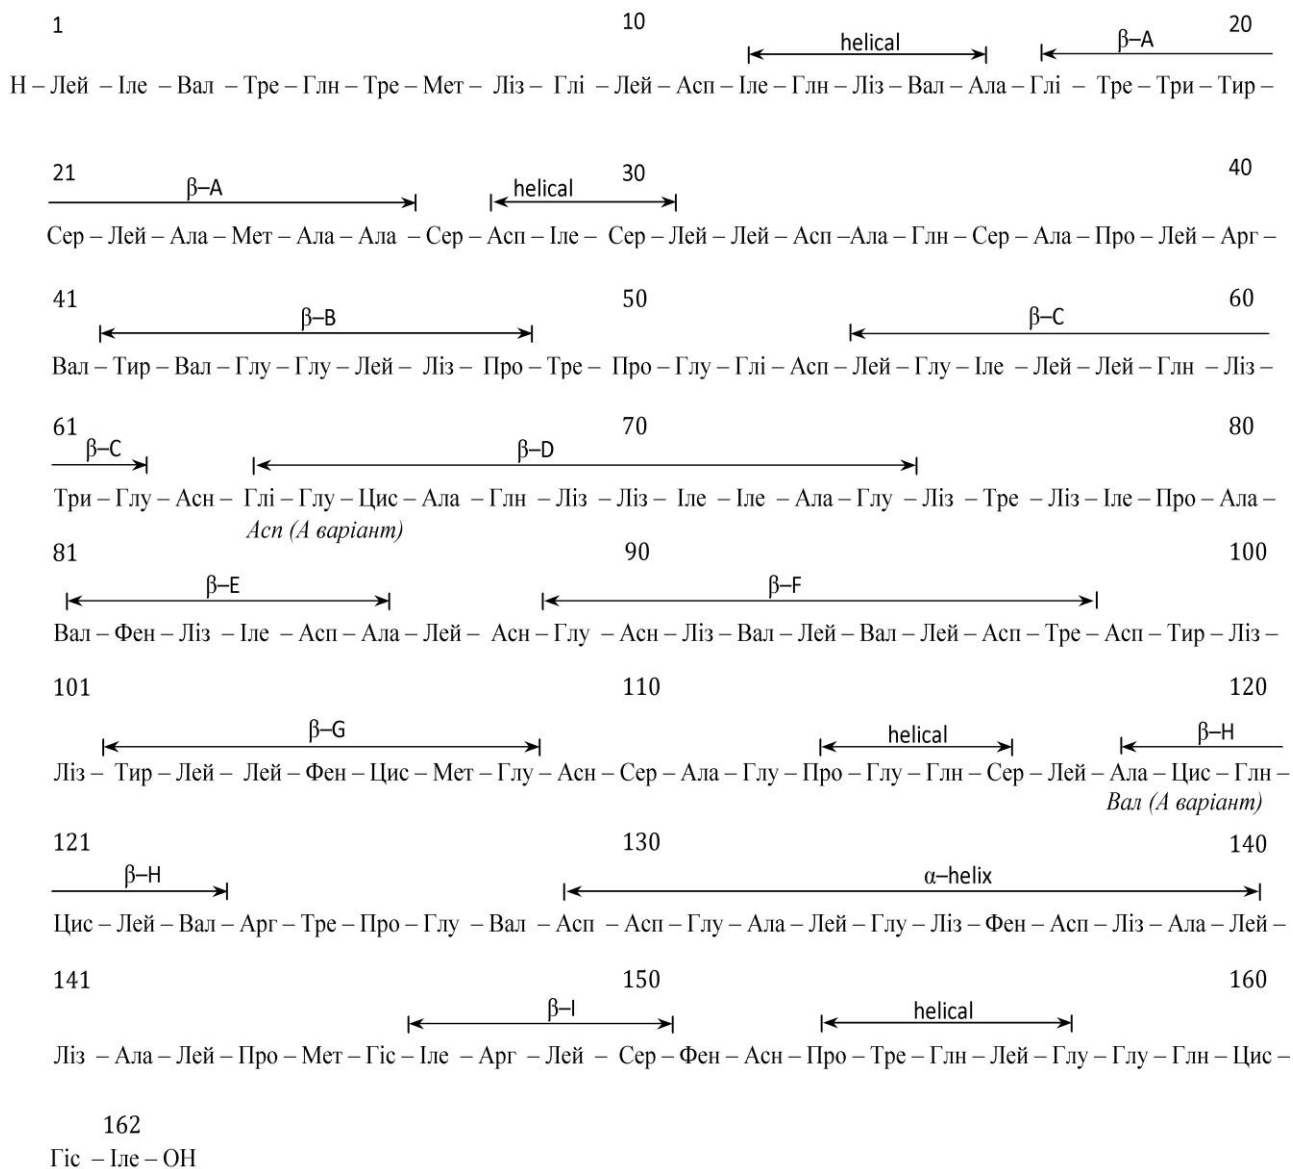 1 10 20
helical β–A
Н – Лей – Іле – Вал – Тре – Глн – Тре – Мет – Ліз – Глі – Лей – Асп – Іле – Глн – Ліз – Вал – Ала – Глі – Тре – Три – Тир –
21 30 40
β–A helical
Сер – Лей – Ала – Мет – Ала – Ала – Сер – Асп – Іле – Сер – Лей – Лей – Асп –Ала – Глн – Сер – Ала – Про – Лей – Арг –
41 50 60
β–B β–C
Вал – Тир – Вал – Глу – Глу – Лей – Ліз – Про – Тре – Про – Глу – Глі – Асп – Лей – Глу – Іле – Лей – Лей – Глн – Ліз –
61 70 80
β–C β–D
Три – Глу – Асн – Глі – Глу – Цис – Ала – Глн – Ліз – Ліз – Іле – Іле – Ала – Глу – Ліз – Тре – Ліз – Іле – Про – Ала –
Асп (А варіант)
81 90 100
β–E β–F
Вал – Фен – Ліз – Іле – Асп – Ала – Лей – Асн – Глу – Асн – Ліз – Вал – Лей – Вал – Лей – Асп – Тре – Асп – Тир – Ліз –
101 110 120
β–G helical β–H
Ліз – Тир – Лей – Лей – Фен – Цис – Мет – Глу – Асн – Сер – Ала – Глу – Про – Глу – Глн – Сер – Лей – Ала – Цис – Глн –
Вал (А варіант)
121 130 140
β–H α–helix
Цис – Лей – Вал – Арг – Тре – Про – Глу – Вал – Асп – Асп – Глу – Ала – Лей – Глу – Ліз – Фен – Асп – Ліз – Ала – Лей –
141 150 160
β–I helical
Ліз – Ала – Лей – Про – Мет – Гіс – Іле – Арг – Лей – Сер – Фен – Асн – Про – Тре – Глн – Лей – Глу – Глу – Глн – Цис –
162
Гіс – Іле – ОН